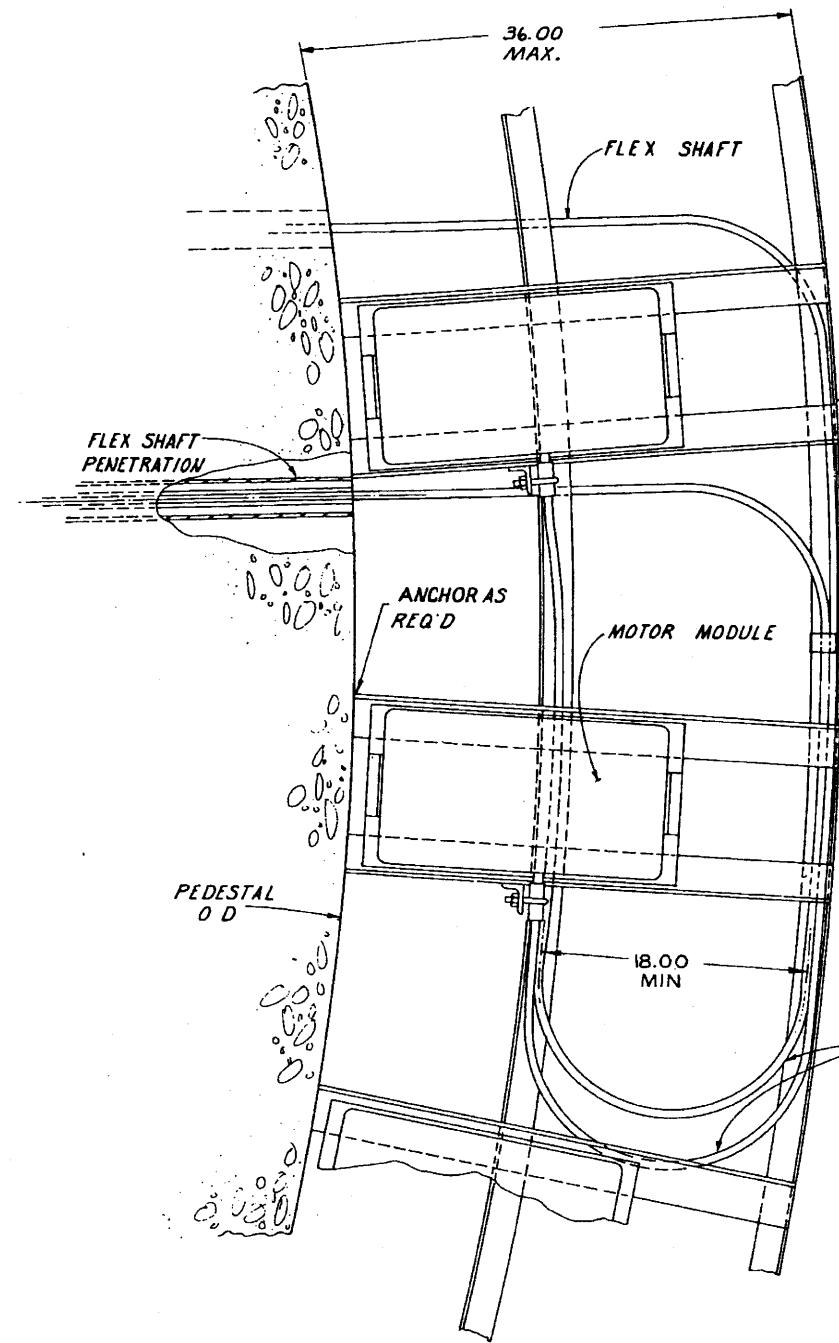 36.00
MAX.
FLEX SHAFT
FLEX SHAFT
PENETRATION
ANCHOR AS
REQ'D
MOTOR MODULE
PEDESTAL
O D
18.00
MIN